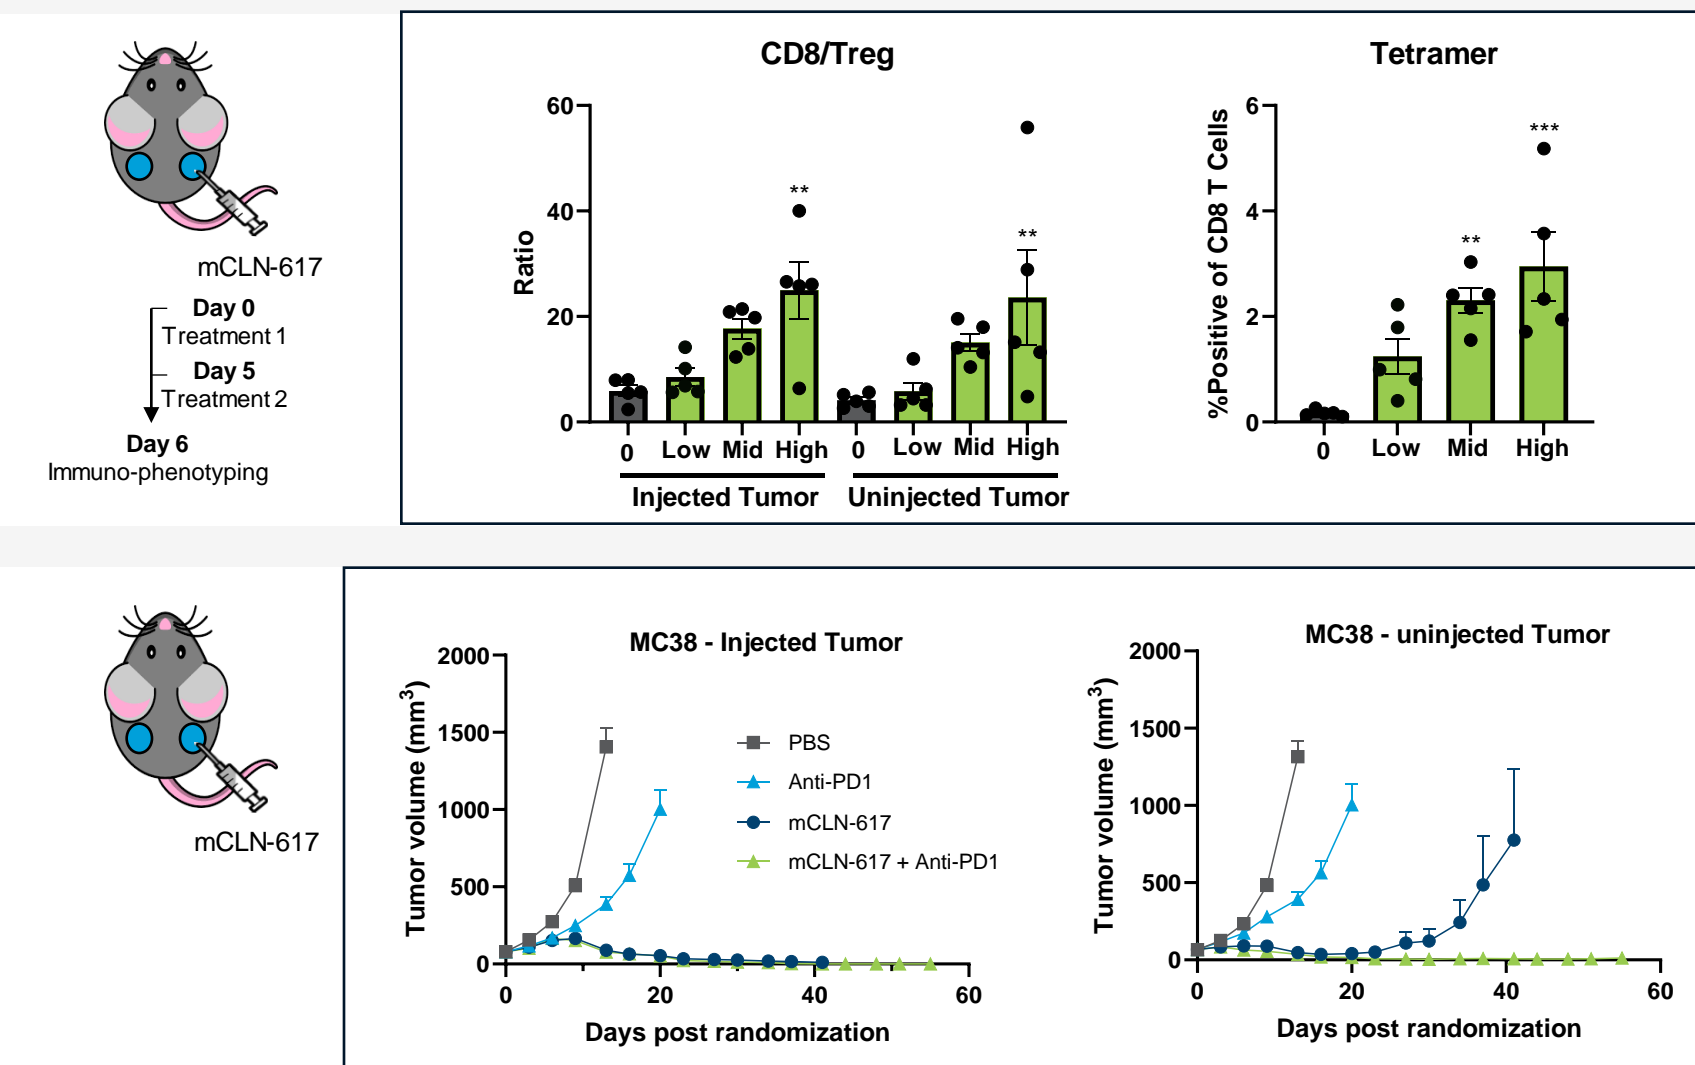 mCLN-617
Day 0
Treatment 1
Day 5
Treatment 2
Day 6
Immuno-phenotyping
CD8/Treg
Ratio
60
40
20
0
**
**
0 Low Mid High 0 Low Mid High
Injected Tumor Uninjected Tumor
Tetramer
%Positive of CD8 T Cells
6
4
2
0
**
***
0 Low Mid High
mCLN-617
MC38 - Injected Tumor
Tumor volume (mm³)
2000
1500
1000
500
0
0 20 40 60
Days post randomization
PBS
Anti-PD1
mCLN-617
mCLN-617 + Anti-PD1
MC38 - uninjected Tumor
Tumor volume (mm³)
2000
1500
1000
500
0
0 20 40 60
Days post randomization